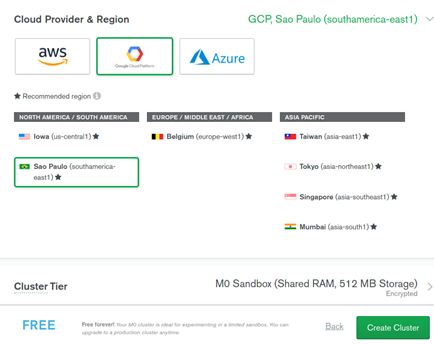 Cloud Provider & Region
GCP, Sao Paulo (southamerica-east1)
aws
Google Cloud Platform
Azure
Recommended region
NORTH AMERICA / SOUTH AMERICA
Iowa (us-central1)
Sao Paulo (southamerica-
east1)
EUROPE / MIDDLE EAST / AFRICA
Belgium (europe-west1)
ASIA PACIFIC
Taiwan (asia-east1)
Tokyo (asia-northeast1)
Singapore (asia-southeast1)
Mumbai (asia-south1)
Cluster Tier
M0 Sandbox (Shared RAM, 512 MB Storage)
Encrypted
FREE
Free forever! Your M0 cluster is ideal for experimenting in a limited sandbox. You can
upgrade to a production cluster anytime.
Back
Create Cluster